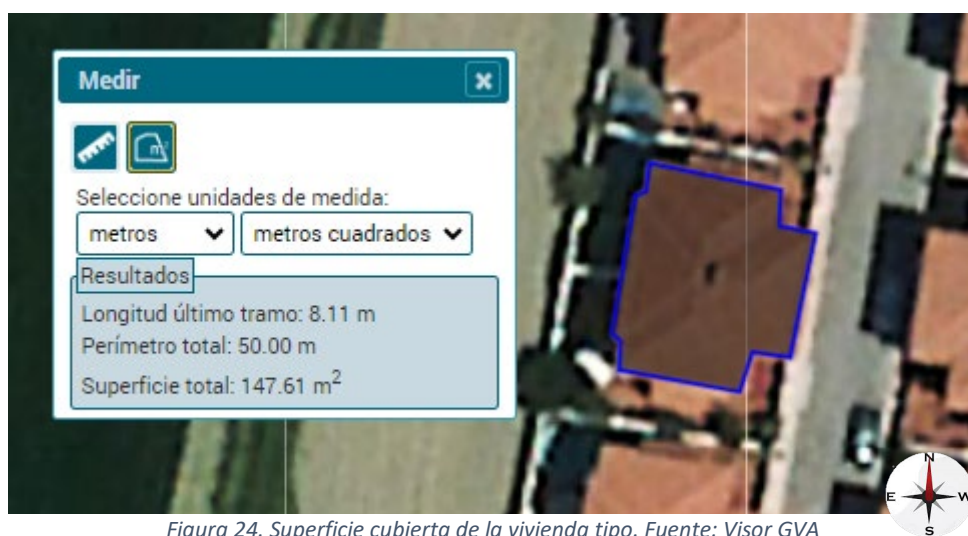 Medir
Seleccione unidades de medida:
metros metros cuadrados
Resultados
Longitud último tramo: 8.11 m
Perímetro total: 50.00 m
Superficie total: 147.61 m²
N
E W
S
Figura 24. Superficie cubierta de la vivienda tipo. Fuente: Visor GVA